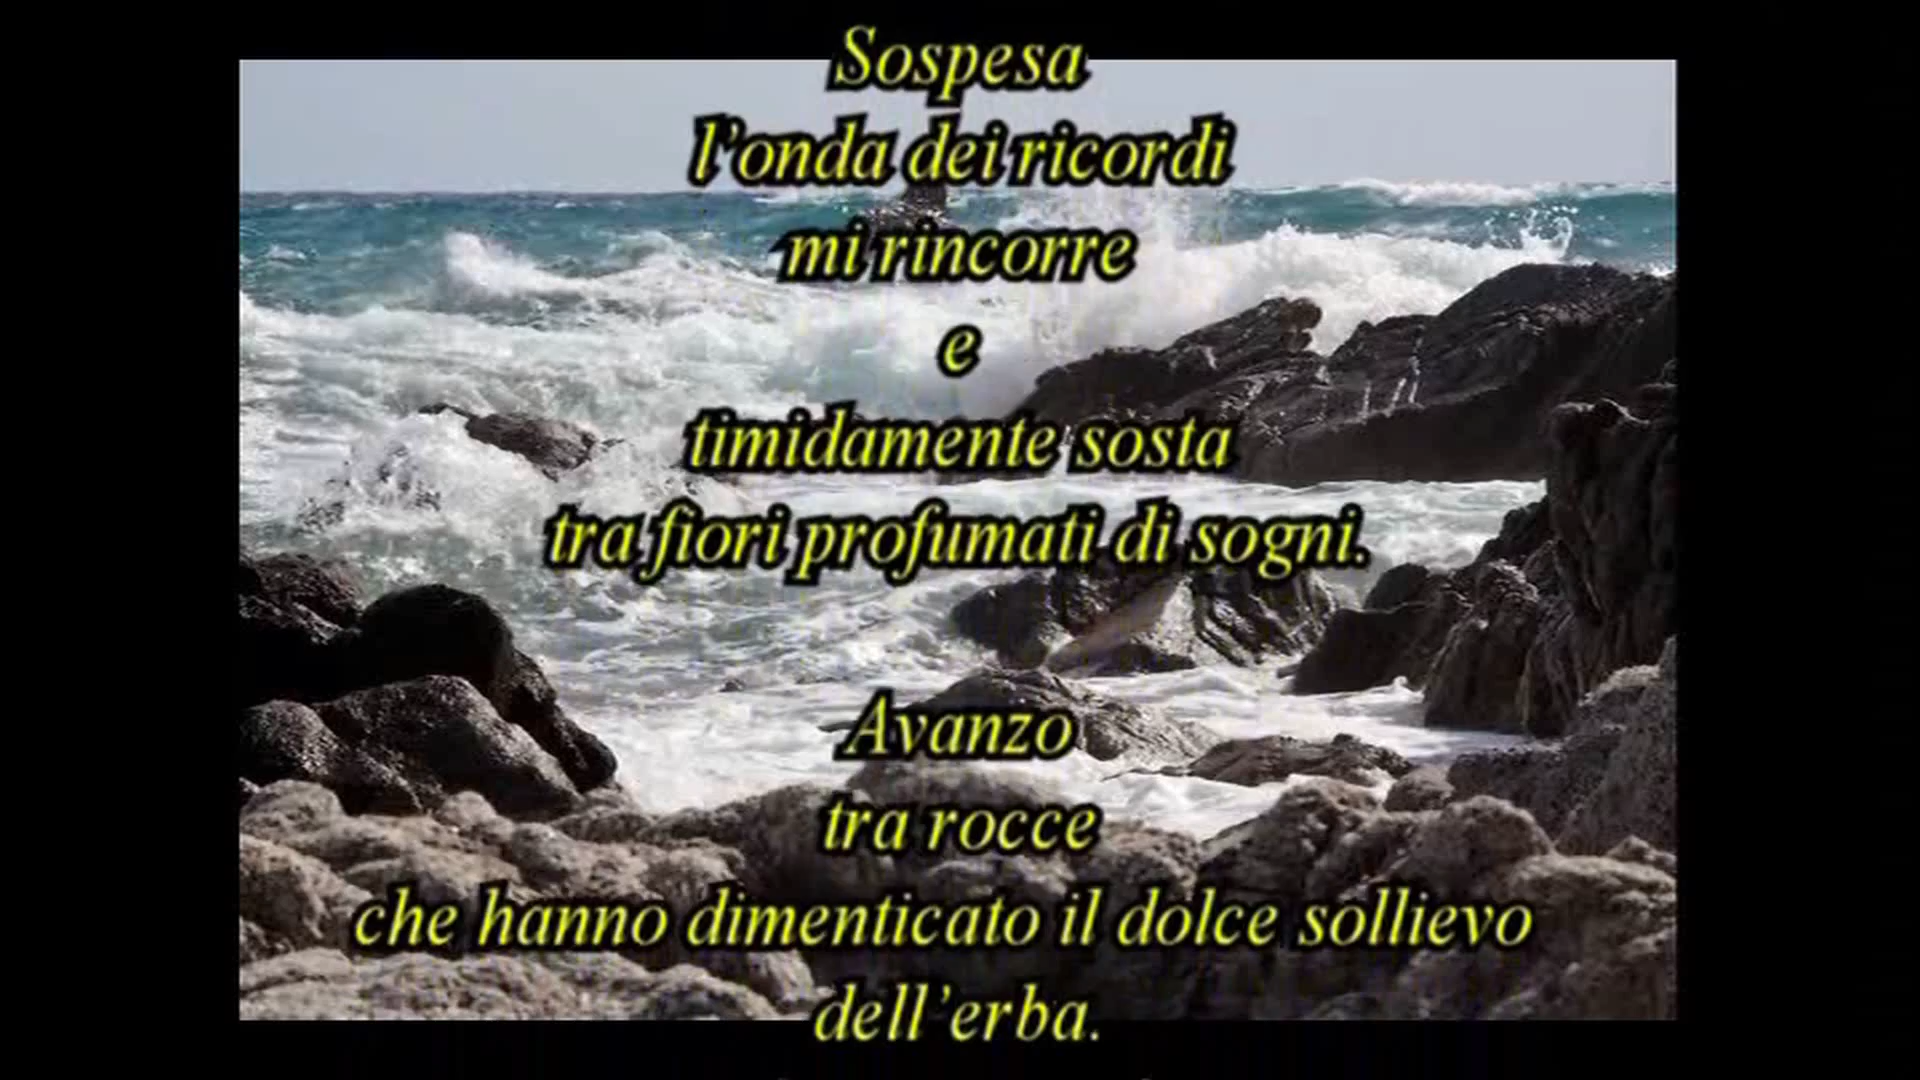 Sospesa
l'onda dei ricordi
mi rincorre
e
timidamente sosta
tra fiori profumati di sogni.
Avanzo
tra rocce
che hanno dimenticato il dolce sollievo
dell'erba.